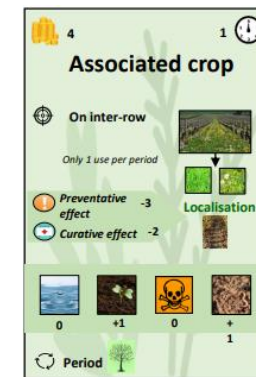 4 1
Associated crop
On inter-row
Only 1 use per period
Preventative effect -3
Localisation
Curative effect -2
0 +1 0 +
1
Period